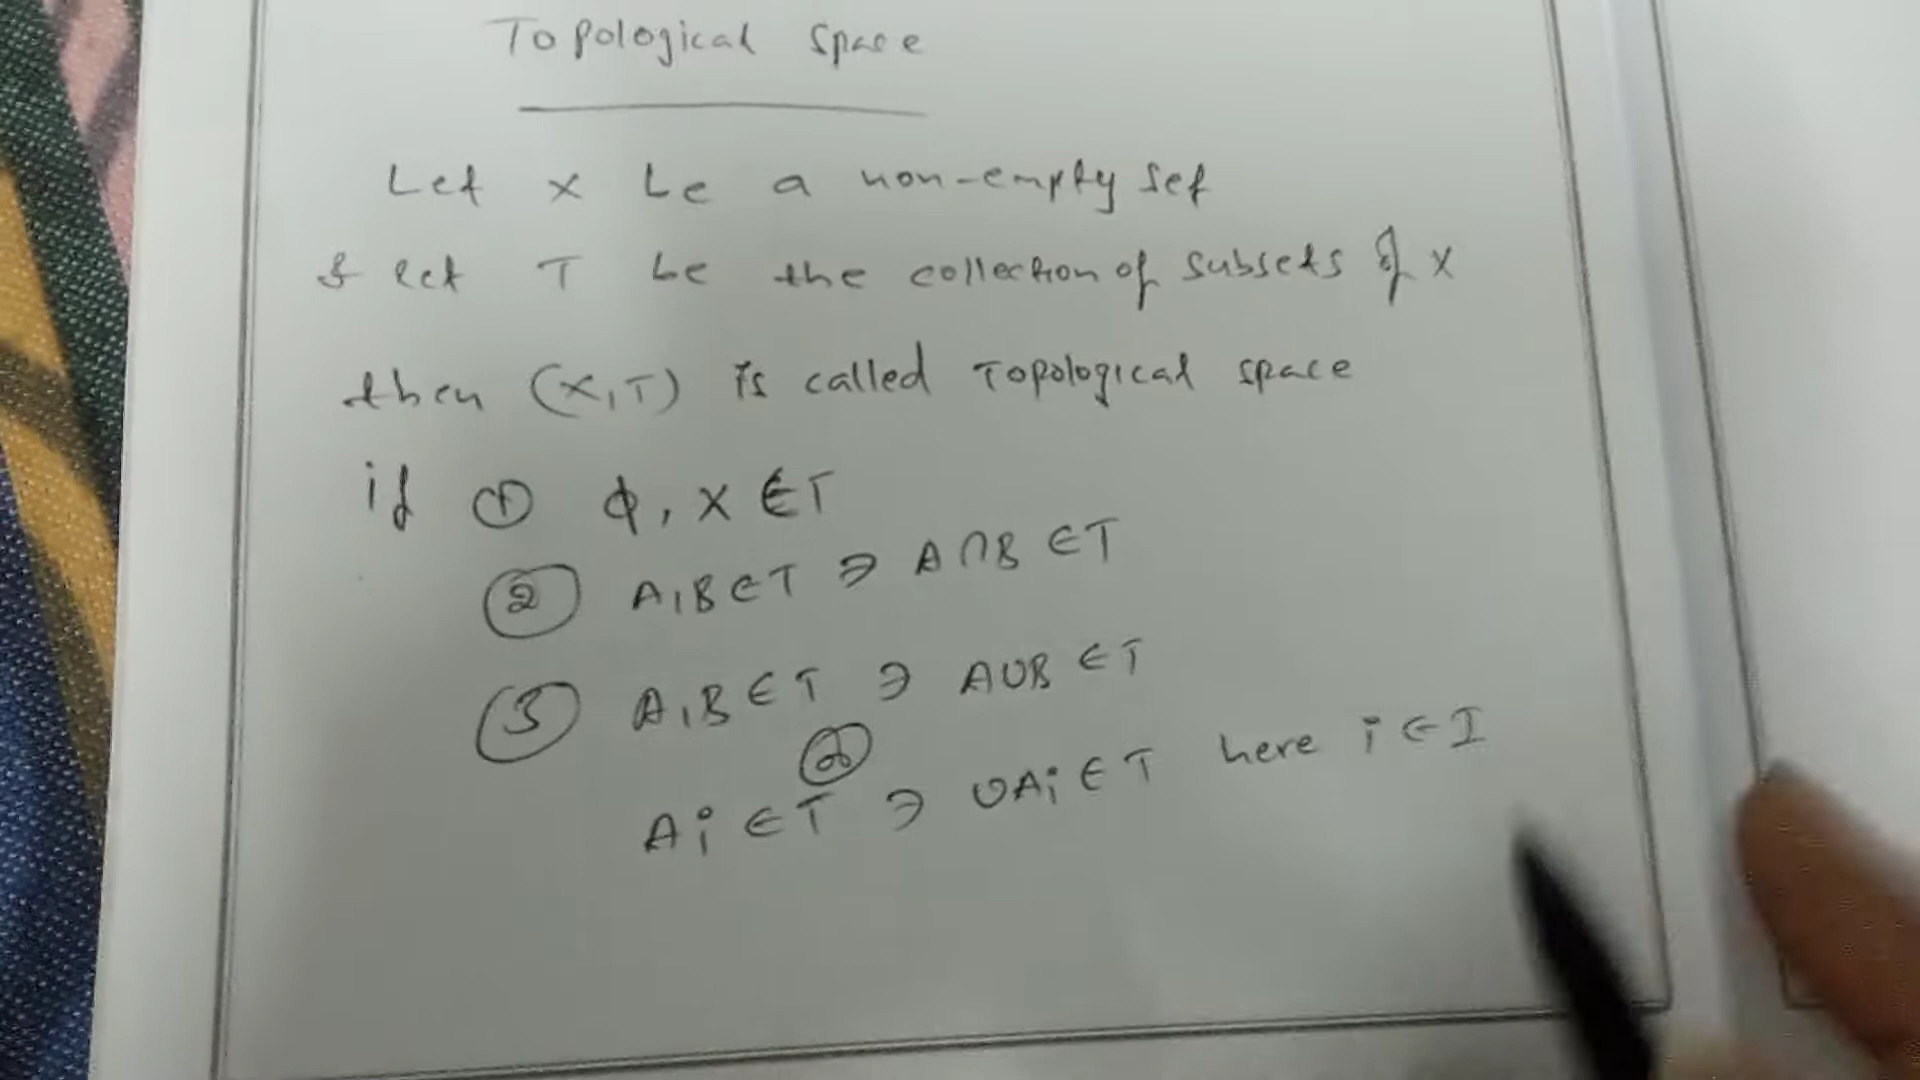 Topological space
Let X be a non-empty set
& let T be the collection of subsets of X
then (X, T) is called Topological space
if ① ϕ, X ∈ T
② A, B ∈ T ⇒ A ∩ B ∈ T
③ A, B ∈ T ⇒ A ∪ B ∈ T
or
Ai ∈ T ⇒ ∪Ai ∈ T here i ∈ I